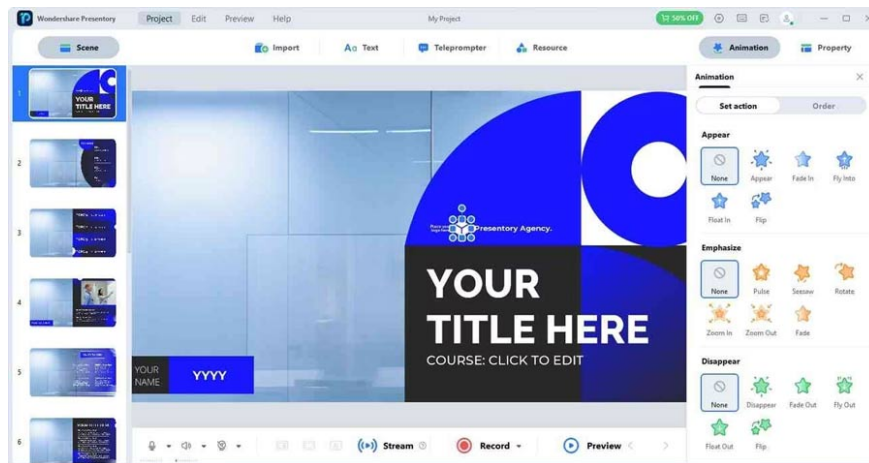 Wondershare Presentory
Project
Edit
Preview
Help
My Project
50% OFF
Scene
Import
Aa Text
Teleprompter
Resource
Animation
Property
Animation
Set action
Order
Appear
None
Appear
Fade In
Fly Into
Float In
Flip
Emphasize
None
Pulse
Seesaw
Rotate
Zoom In
Zoom Out
Fade
Disappear
None
Disappear
Fade Out
Fly Out
Float Out
Flip
1
YOUR
TITLE HERE
2
3
4
5
6
Presentory Agency.
YOUR
TITLE HERE
COURSE: CLICK TO EDIT
YOUR
NAME
YYYY
Stream
Record
Preview